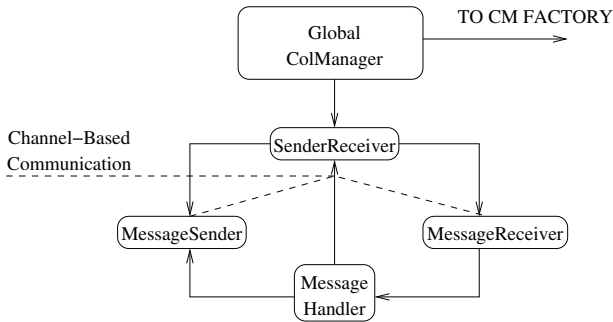 TO CM FACTORY
Global
ColManager
Channel−Based
Communication
SenderReceiver
MessageSender
MessageReceiver
Message
Handler